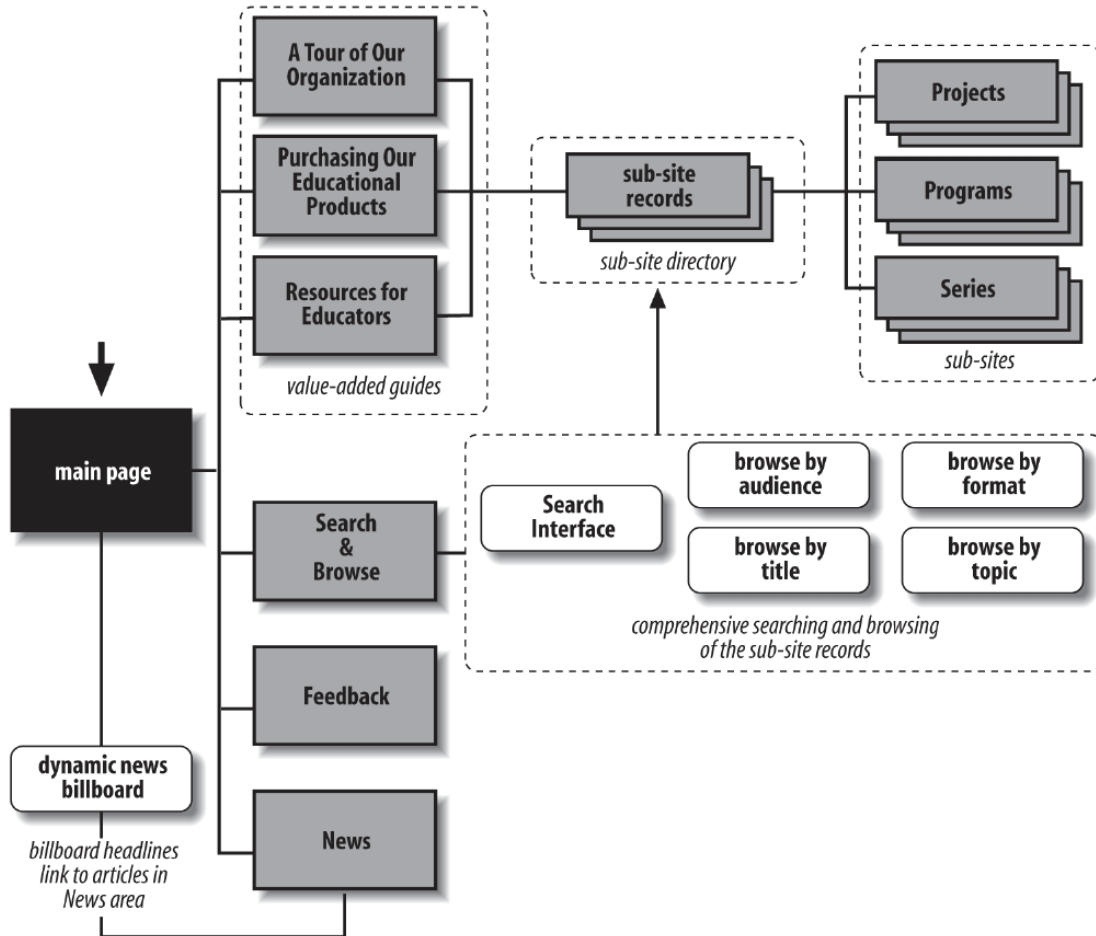 A Tour of Our
Organization
Purchasing Our
Educational
Products
Resources for
Educators
value-added guides
sub-site
records
sub-site directory
Projects
Programs
Series
sub-sites
main page
Search
&
Browse
Search
Interface
browse by
audience
browse by
format
browse by
title
browse by
topic
comprehensive searching and browsing
of the sub-site records
Feedback
dynamic news
billboard
billboard headlines
link to articles in
News area
News